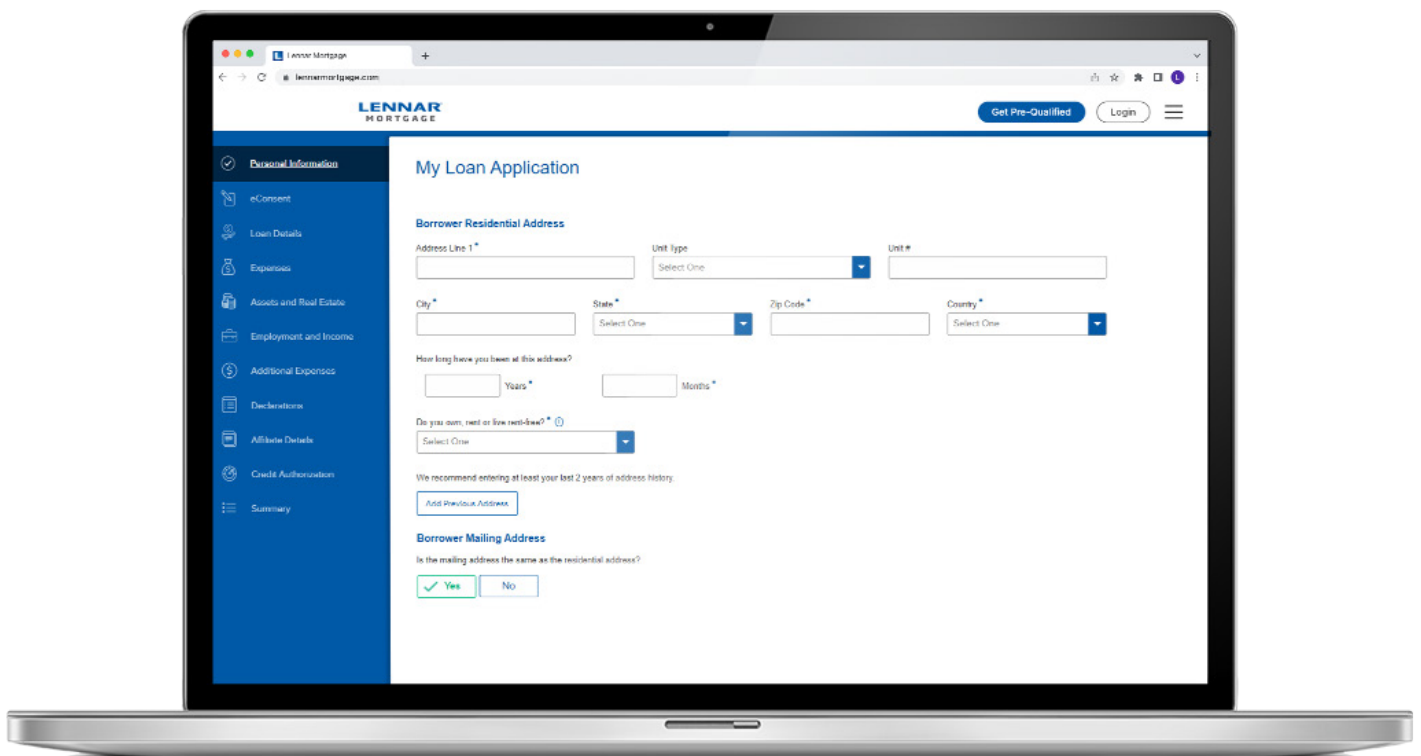 Lennar Mortgage
lennarmortgage.com
L
LENNAR
MORTGAGE
Get Pre-Qualified
Login
Personal Information
eConsent
Loan Details
Expenses
Assets and Real Estate
Employment and Income
Additional Expenses
Declarations
Affiliate Details
Credit Authorization
Summary
My Loan Application
Borrower Residential Address
Address Line 1 * Unit Type Unit #
Select One
City * State * Zip Code * Country *
Select One Select One
How long have you been at this address?
Years * Months *
Do you own, rent or live rent-free? *
Select One
We recommend entering at least your last 2 years of address history.
Add Previous Address
Borrower Mailing Address
Is the mailing address the same as the residential address?
Yes No